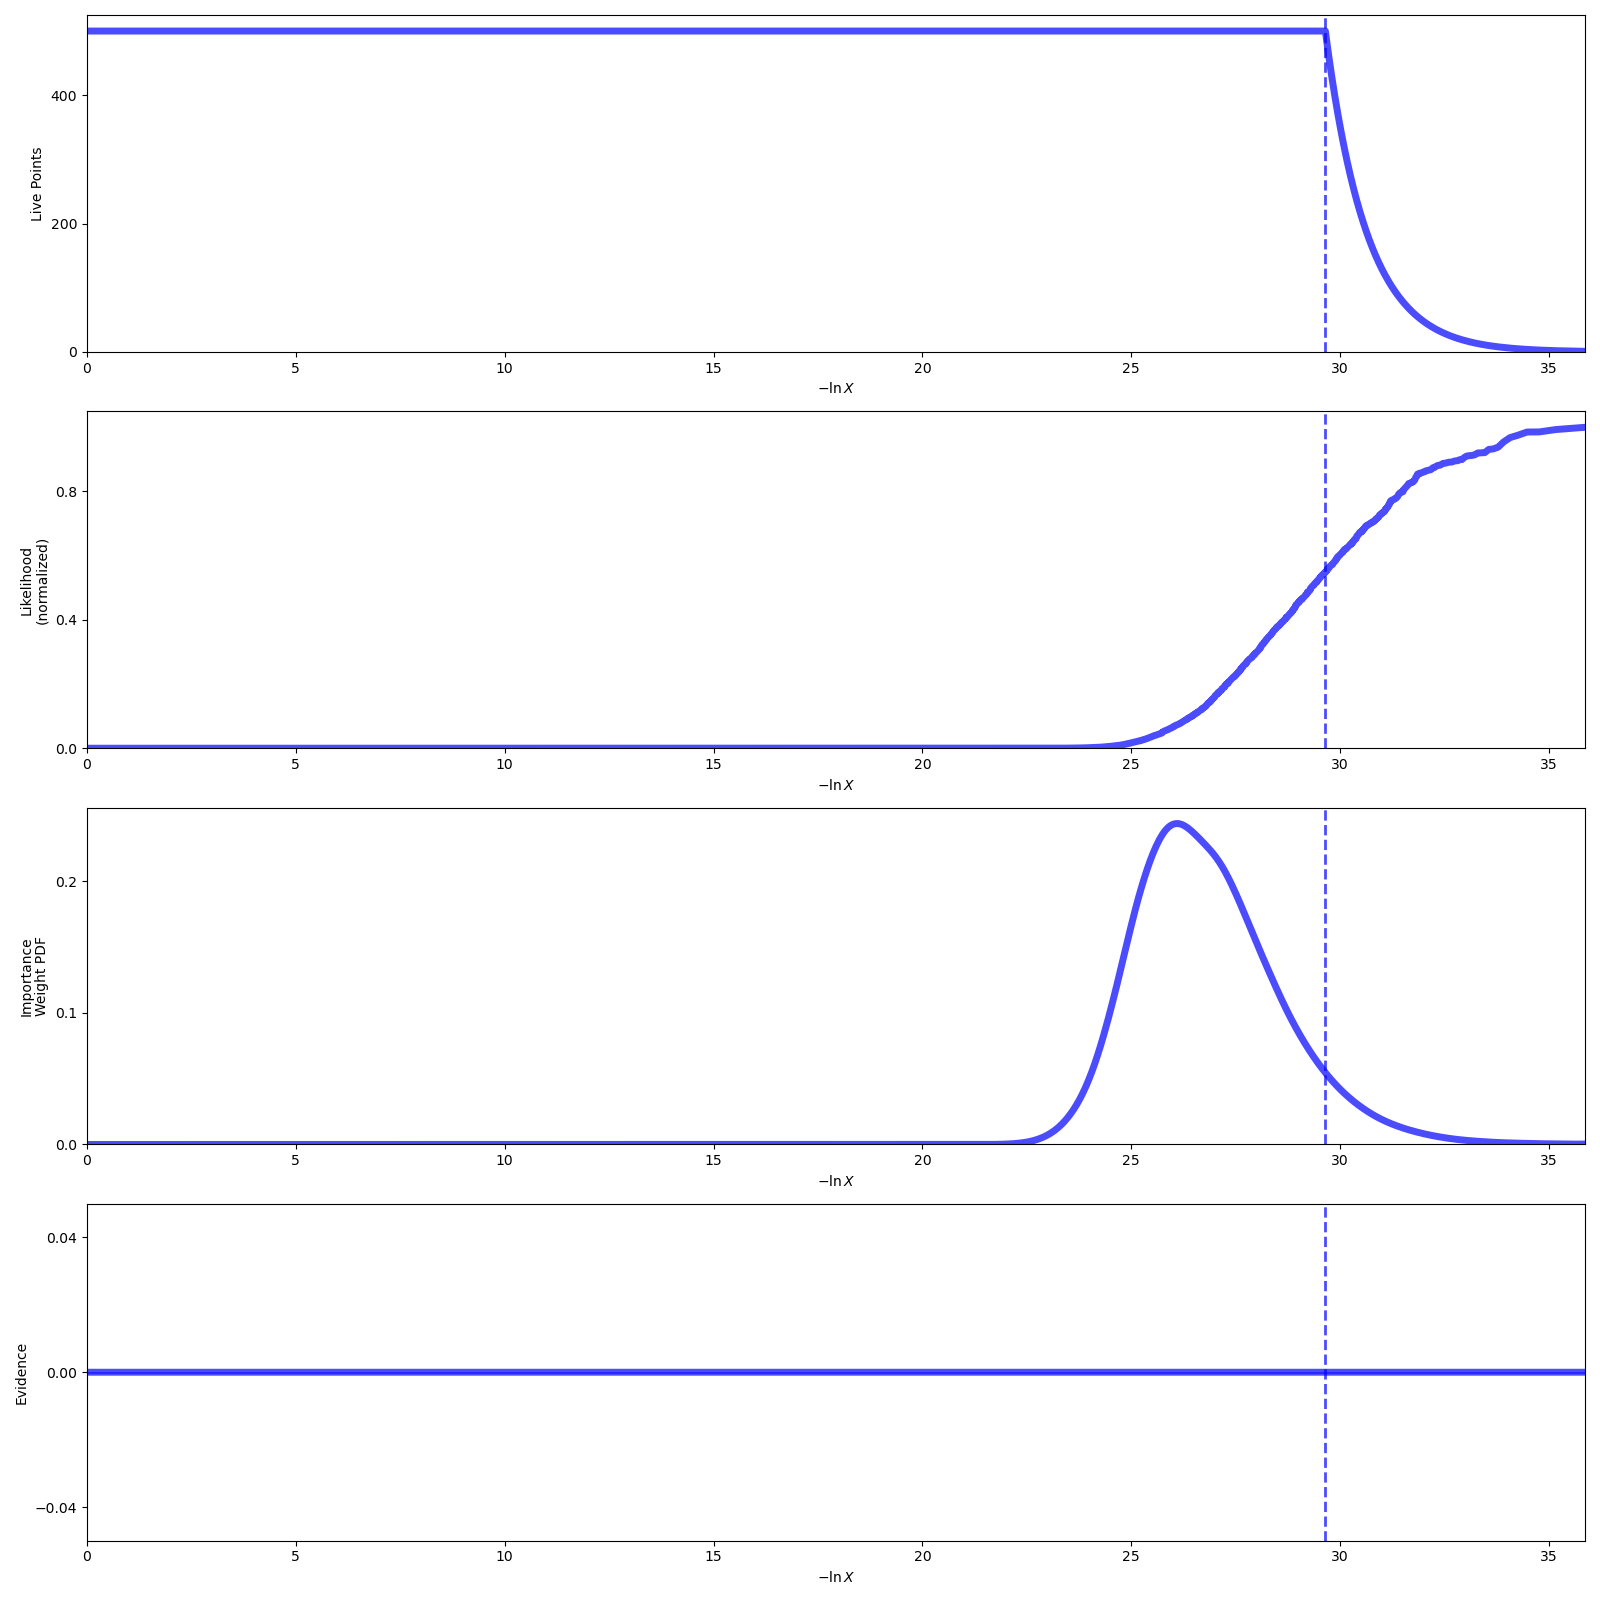 400
200
0
Live Points
0 5 10 15 20 25 30 35
−ln X
0.8
0.4
0.0
Likelihood
(normalized)
0 5 10 15 20 25 30 35
−ln X
0.2
0.1
0.0
Importance
Weight PDF
0 5 10 15 20 25 30 35
−ln X
0.04
0.00
−0.04
Evidence
0 5 10 15 20 25 30 35
−ln X